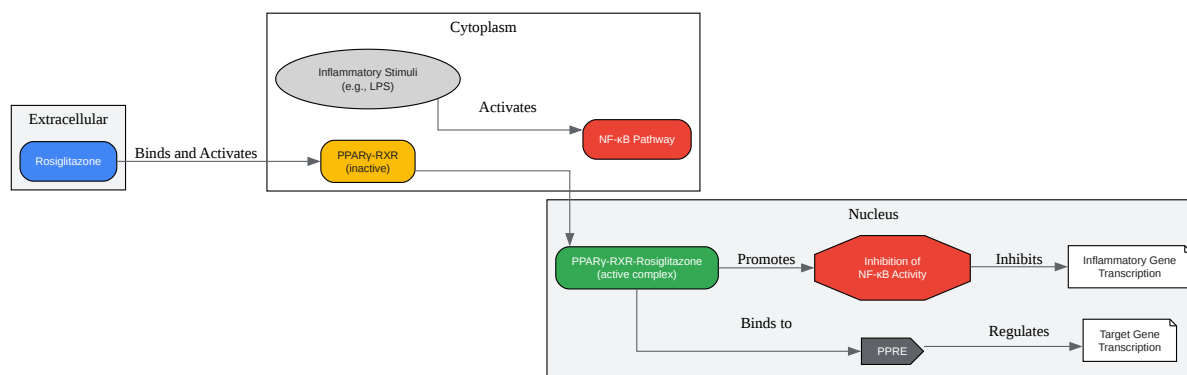 Cytoplasm
Inflammatory Stimuli
(e.g., LPS)
Activates
NF-κB Pathway
Extracellular
Rosiglitazone
Binds and Activates
PPARγ-RXR
(inactive)
Nucleus
PPARγ-RXR-Rosiglitazone
(active complex)
Promotes
Inhibition of
NF-κB Activity
Inhibits
Inflammatory Gene
Transcription
Binds to
PPRE
Regulates
Target Gene
Transcription